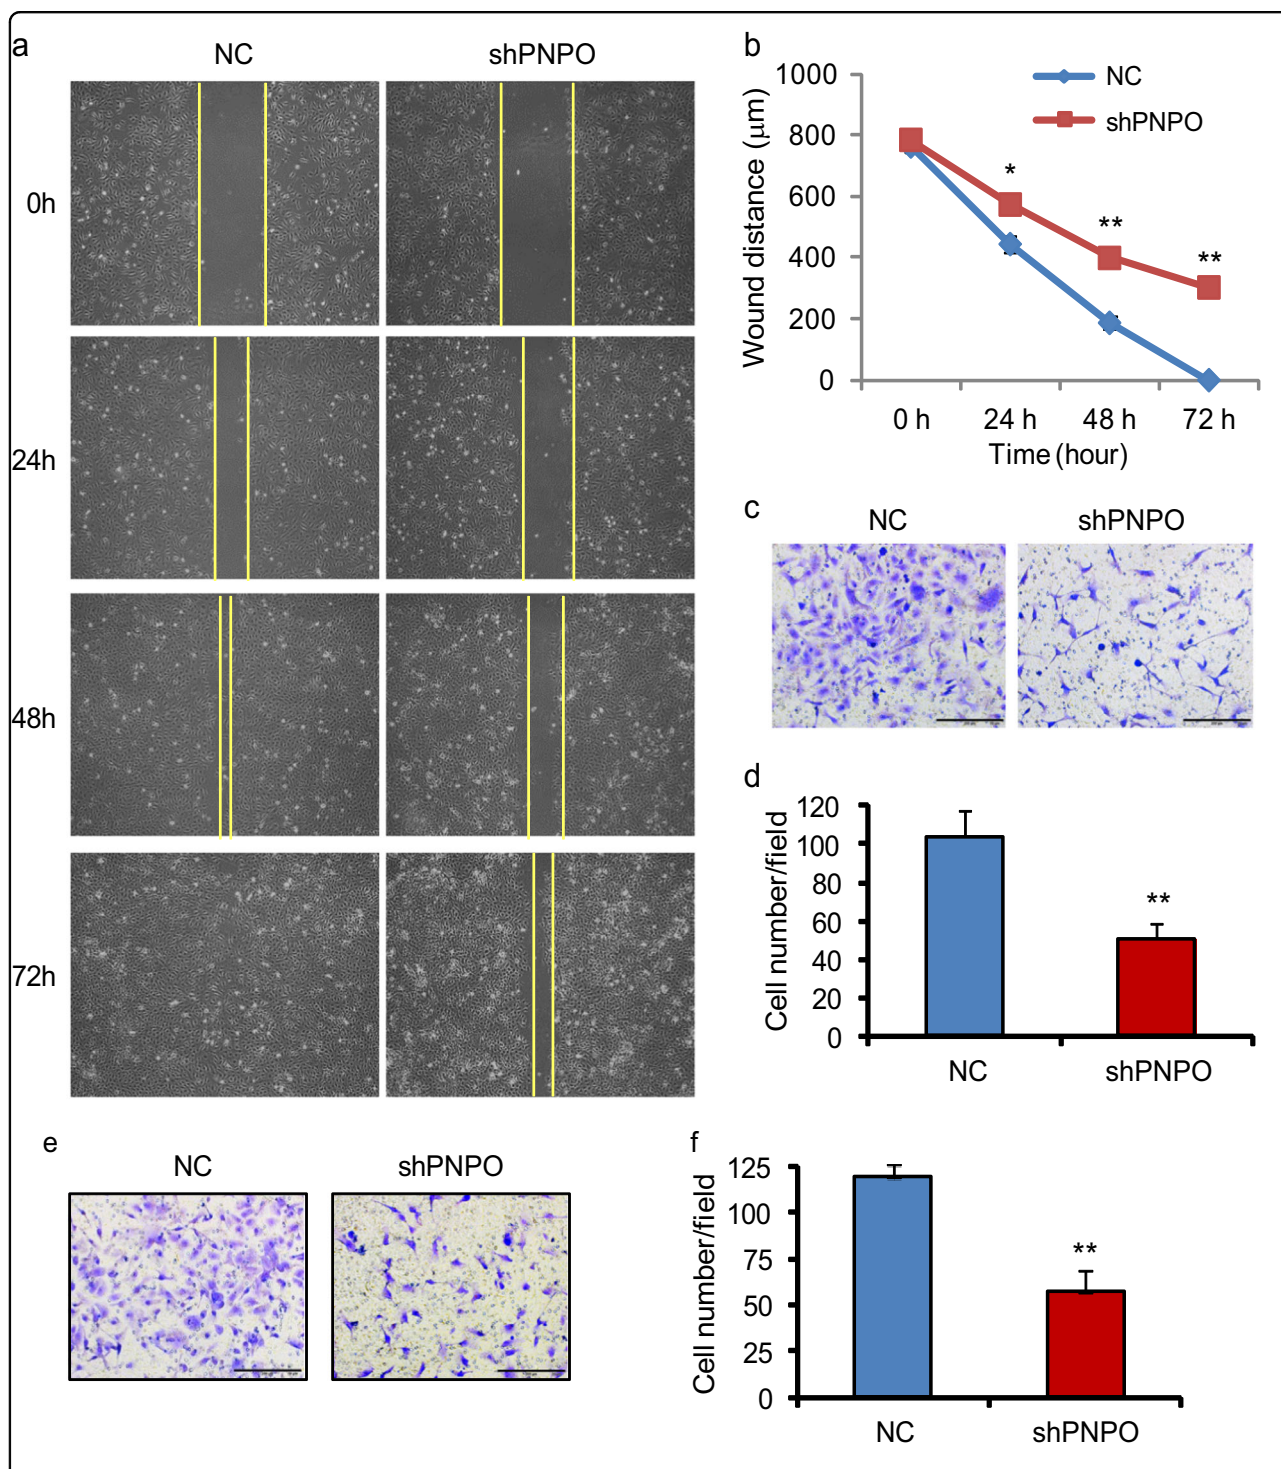 a
NC
shPNPO
0h
24h
48h
72h
b
1000
800
600
400
200
0
Wound distance (μm)
NC
shPNPO
*
**
**
0 h
24 h
48 h
72 h
Time (hour)
c
NC
shPNPO
d
120
100
80
60
40
20
0
Cell number/field
**
NC
shPNPO
e
NC
shPNPO
f
125
100
75
50
25
0
Cell number/field
**
NC
shPNPO